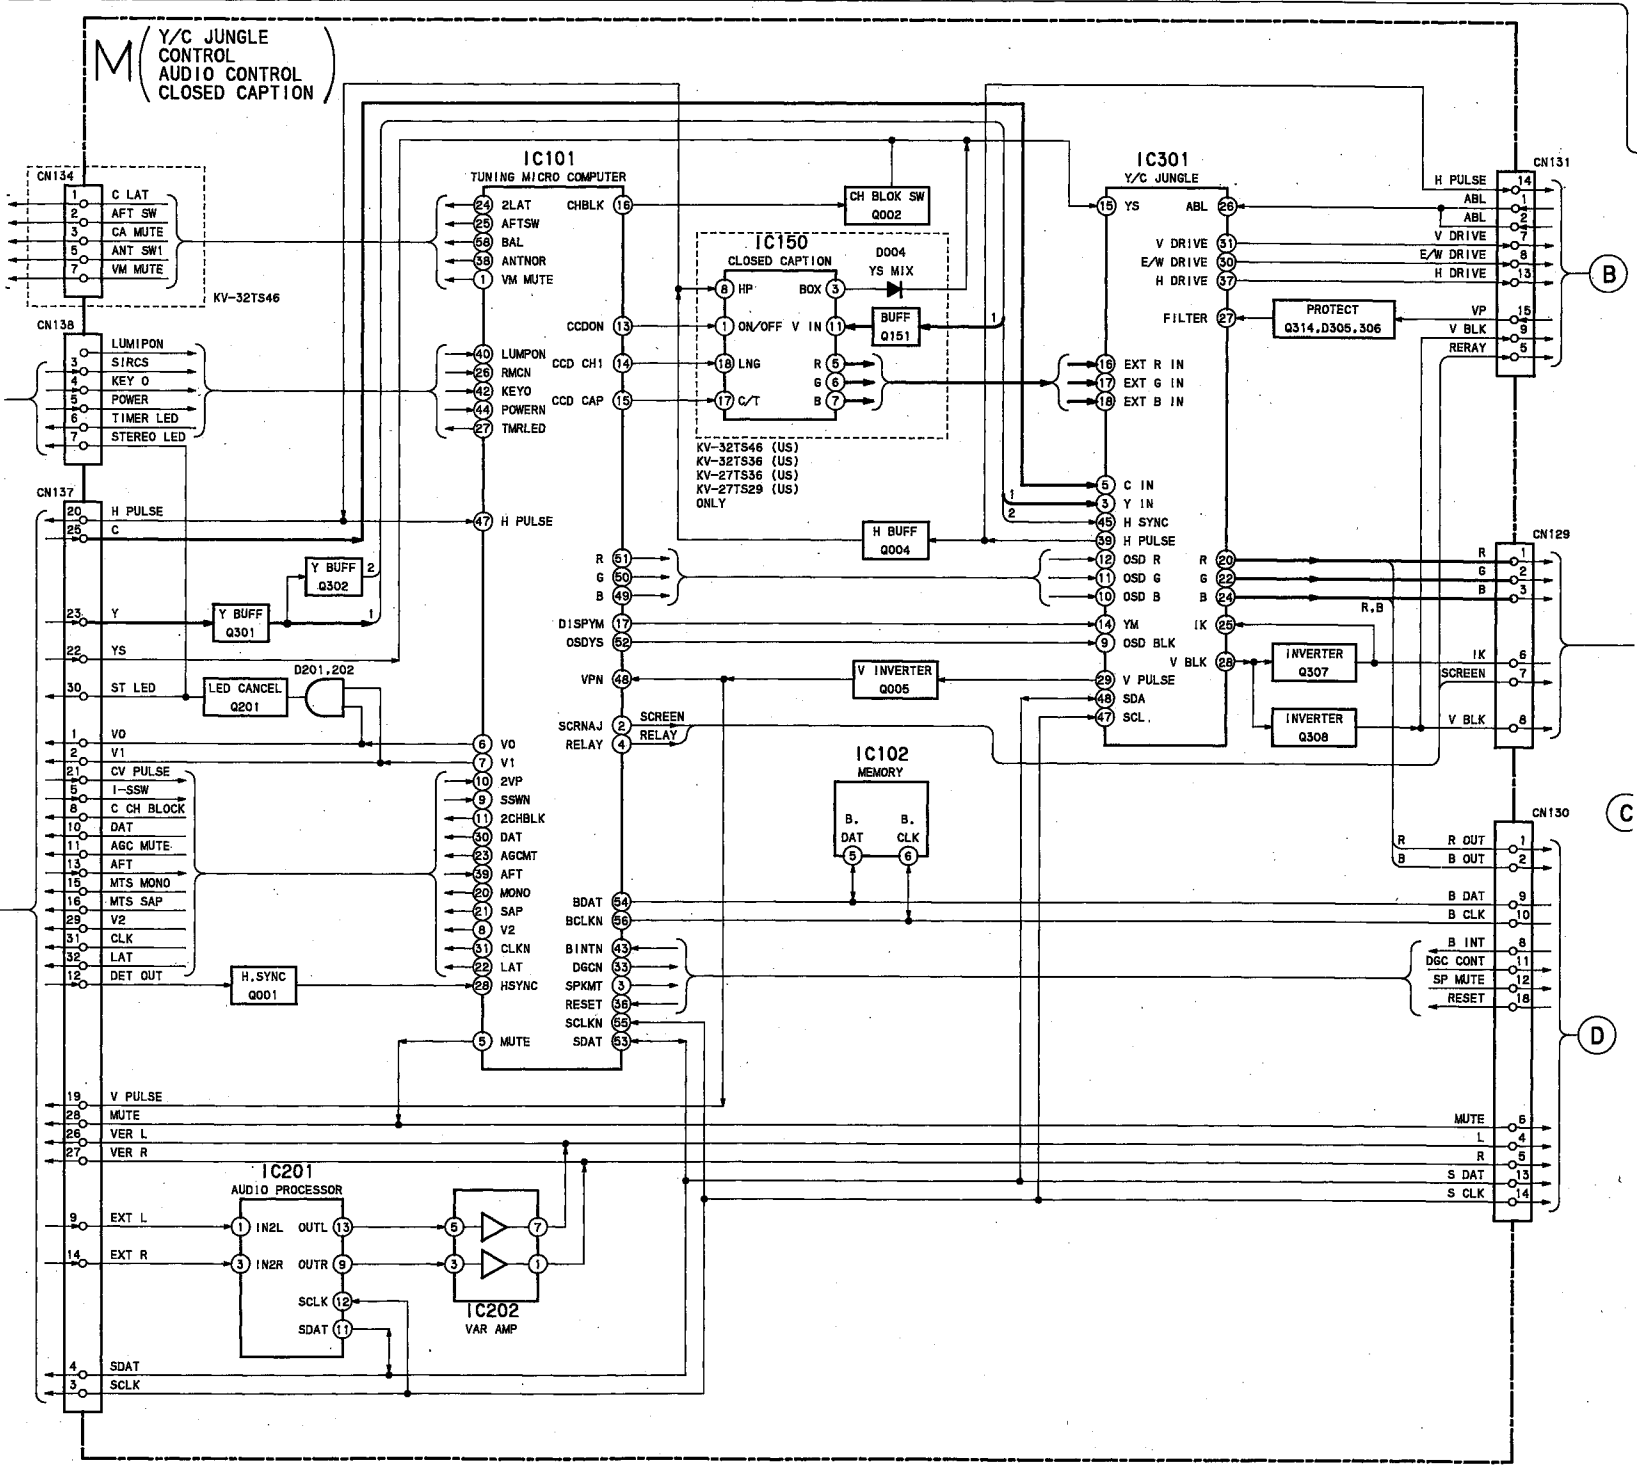 M
Y/C JUNGLE
CONTROL
AUDIO CONTROL
CLOSED CAPTION
CN134
1 C LAT
2 AFT SW
3 CA MUTE
5 ANT SW1
7 VM MUTE
KV-32TS46
CN138
LUMIPON
3 SIRCS
4 KEY O
5 POWER
6 TIMER LED
7 STEREO LED
CN137
20 H PULSE
25 C
23 Y
22 YS
30 ST LED
1 VO
2 V1
21 CV PULSE
5 I-SSW
8 C CH BLOCK
10 DAT
11 AGC MUTE
13 AFT
15 MTS MONO
16 MTS SAP
29 V2
31 CLK
32 LAT
12 DET OUT
19 V PULSE
28 MUTE
26 VER L
27 VER R
9 EXT L
14 EXT R
4 SDAT
3 SCLK
Y BUFF
Q302
2
Y BUFF
Q301
1
D201,202
LED CANCEL
Q201
H.SYNC
Q001
IC101
TUNING MICRO COMPUTER
24 2LAT
25 AFTSW
58 BAL
38 ANTNOR
1 VM MUTE
40 LUMPON
26 RMCN
42 KEYO
44 POWERN
27 TMRLED
47 H PULSE
6 VO
7 V1
10 2VP
9 SSWN
11 2CHBLK
30 DAT
23 AGCMT
39 AFT
20 MONO
21 SAP
8 V2
31 CLKN
22 LAT
28 HSYNC
5 MUTE
CHBLK 16
CCDON 13
CCD CH1 14
CCD CAP 15
R 51
G 50
B 49
DISPYM 17
OSDYS 52
VPN 48
SCRNAJ 2 SCREEN
RELAY 4 RELAY
BDAT 54
BCLKN 56
BINTN 43
DGCN 33
SPKMT 3
RESET 36
SCLKN 55
SDAT 53
CH BLOK SW
Q002
IC150
CLOSED CAPTION
8 HP
1 ON/OFF
18 LNG
17 C/T
BOX 3
V IN 11
R 5
G 6
B 7
D004
YS MIX
BUFF
Q151
1
KV-32TS46 (US)
KV-32TS36 (US)
KV-27TS36 (US)
KV-27TS29 (US)
ONLY
H BUFF
Q004
V INVERTER
Q005
IC102
MEMORY
B. B.
DAT CLK
5 6
IC301
Y/C JUNGLE
15 YS
16 EXT R IN
17 EXT G IN
18 EXT B IN
5 C IN
1
3 Y IN
2
45 H SYNC
39 H PULSE
12 OSD R
11 OSD G
10 OSD B
14 YM
9 OSD BLK
29 V PULSE
48 SDA
47 SCL.
ABL 26
V DRIVE 31
E/W DRIVE 30
H DRIVE 37
FILTER 27
R 20
G 22
B 24
IK 25
V BLK 28
PROTECT
Q314,D305,306
R,B
INVERTER
Q307
INVERTER
Q308
CN131
H PULSE 14
ABL 1
ABL 2
V DRIVE 7
E/W DRIVE 8
H DRIVE 13
VP 15
V BLK 9
RERAY 5
B
CN129
R 1
G 2
B 3
IK 6
SCREEN 7
V BLK 8
C
CN130
R R OUT 1
B B OUT 2
B DAT 9
B CLK 10
B INT 8
DGC CONT 11
SP MUTE 12
RESET 18
MUTE 6
L 4
R 5
S DAT 13
S CLK 14
D
IC201
AUDIO PROCESSOR
1 IN2L OUTL 13
3 IN2R OUTR 9
SCLK 12
SDAT 11
5 7
3 1
IC202
VAR AMP